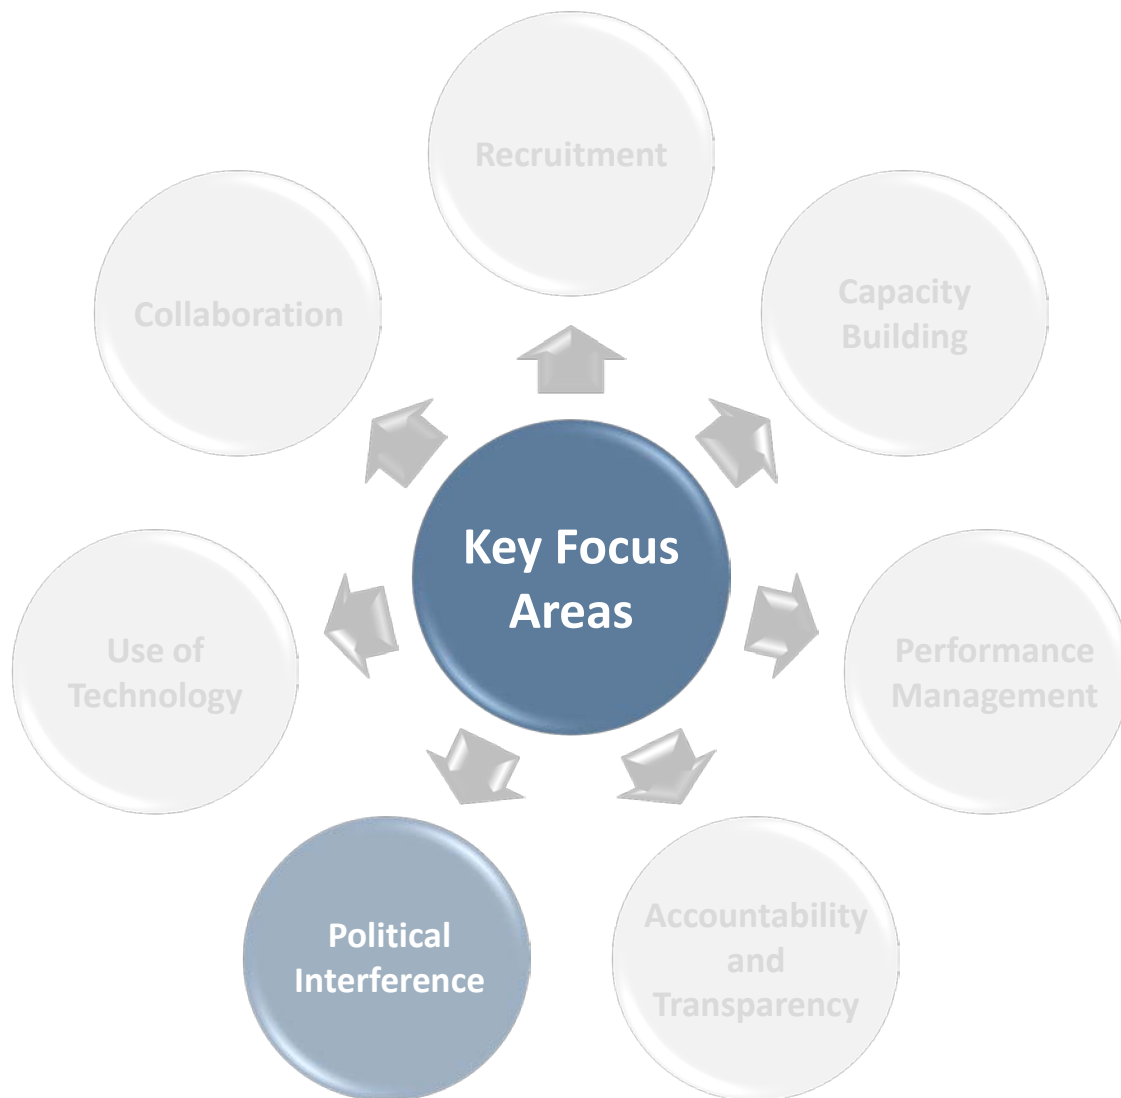 Recruitment
Collaboration
Capacity
Building
Key Focus
Areas
Use of
Technology
Performance
Management
Political
Interference
Accountability
and
Transparency